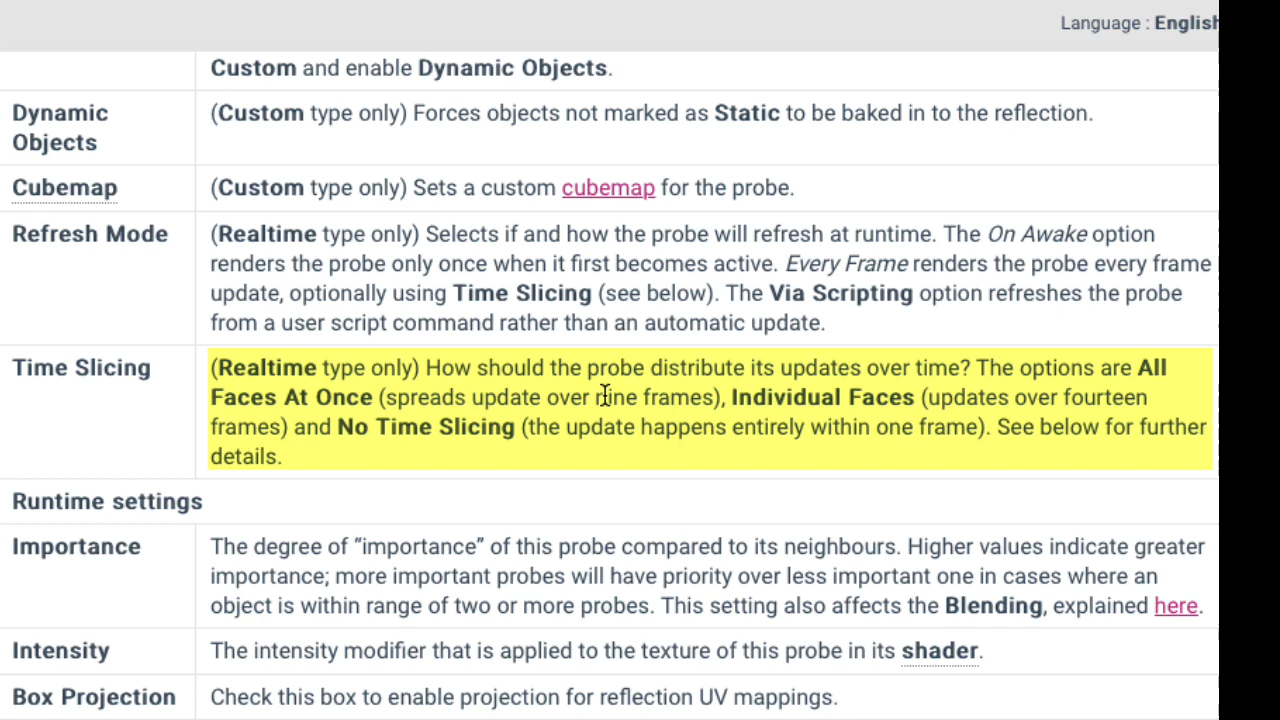 Language : English
Custom and enable Dynamic Objects.
Dynamic Objects
(Custom type only) Forces objects not marked as Static to be baked in to the reflection.
Cubemap
(Custom type only) Sets a custom cubemap for the probe.
Refresh Mode
(Realtime type only) Selects if and how the probe will refresh at runtime. The On Awake option
renders the probe only once when it first becomes active. Every Frame renders the probe every frame
update, optionally using Time Slicing (see below). The Via Scripting option refreshes the probe
from a user script command rather than an automatic update.
Time Slicing
(Realtime type only) How should the probe distribute its updates over time? The options are All
Faces At Once (spreads update over nine frames), Individual Faces (updates over fourteen
frames) and No Time Slicing (the update happens entirely within one frame). See below for further
details.
Runtime settings
Importance
The degree of “importance” of this probe compared to its neighbours. Higher values indicate greater
importance; more important probes will have priority over less important one in cases where an
object is within range of two or more probes. This setting also affects the Blending, explained here.
Intensity
The intensity modifier that is applied to the texture of this probe in its shader.
Box Projection
Check this box to enable projection for reflection UV mappings.